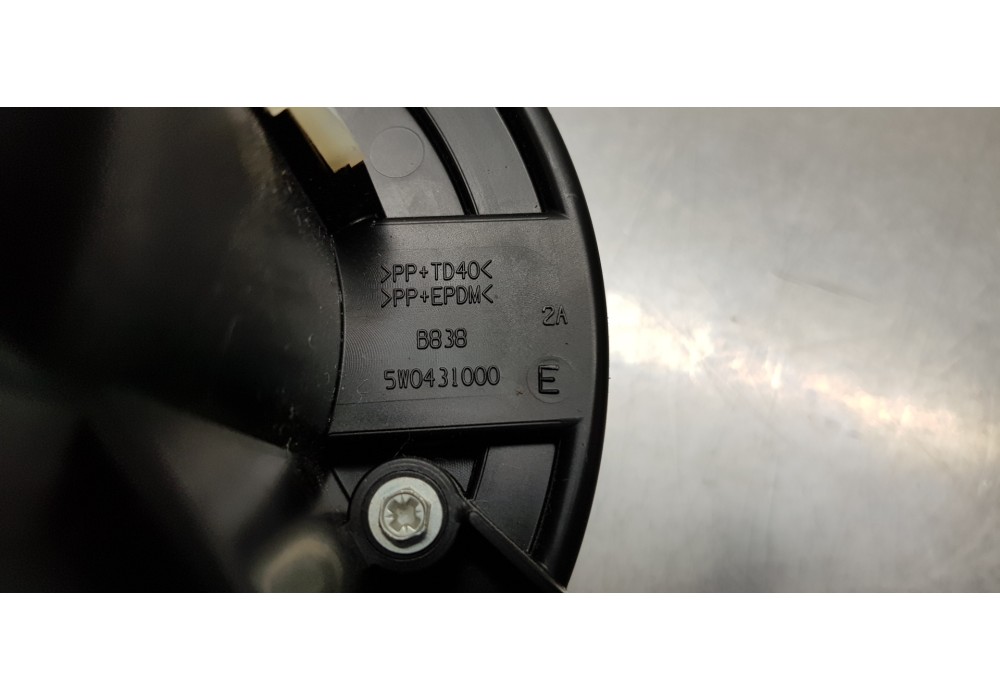 >PP+TD40<
>PP+EPDM<
2A
B838
5W0431000
E